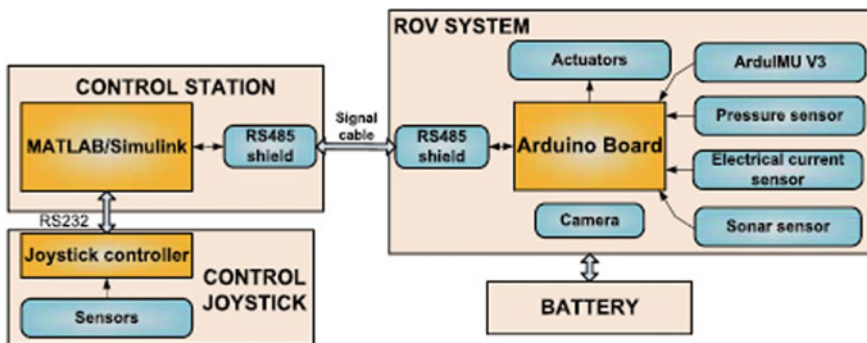 ROV SYSTEM
Actuators
ArduIMU V3
CONTROL STATION
Signal
cable
MATLAB/Simulink
RS485
shield
RS485
shield
Arduino Board
Pressure sensor
Electrical current
sensor
Camera
Sonar sensor
RS232
Joystick controller
CONTROL
JOYSTICK
Sensors
BATTERY